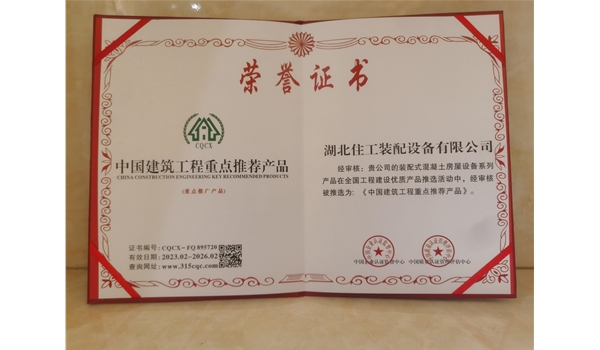 荣誉证书
CQCX
中国建筑工程重点推荐产品
CHINA CONSTRUCTION ENGINEERING KEY RECOMMENDED PRODUCTS
(重点推广产品)
证书编号:CQCX-FQ 895720
有效日期:2023.02-2026.02
查询网址:www.315cqc.com
湖北住工装配设备有限公司
经审核:贵公司的装配式混凝土房屋设备系列
产品在全国工程建设优质产品推选活动中,经审核
被推选为:《中国建筑工程重点推荐产品》。